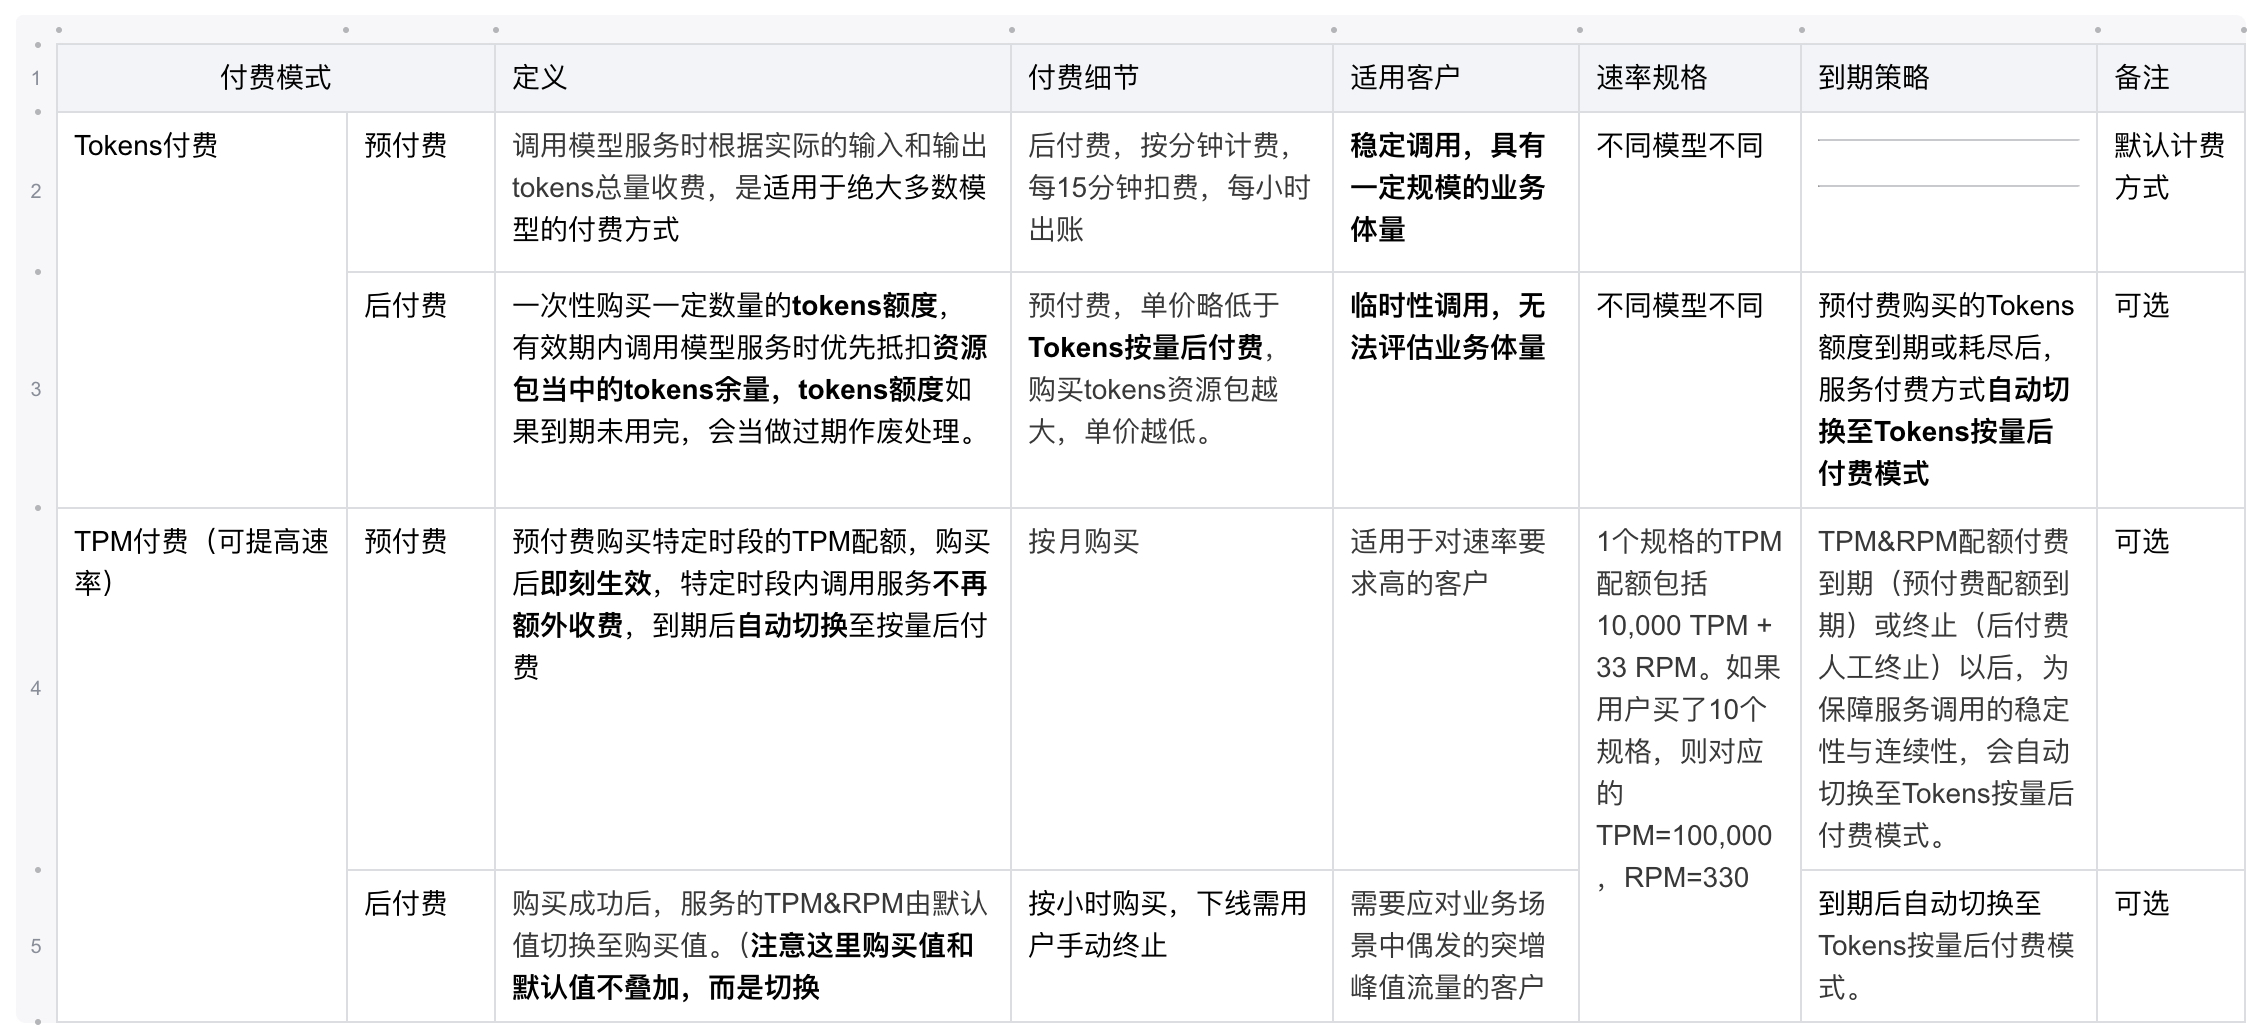 付费模式
定义
付费细节
适用客户
速率规格
到期策略
备注
1
Tokens付费
预付费
调用模型服务时根据实际的输入和输出
tokens总量收费，是适用于绝大多数模
型的付费方式
后付费，按分钟计费，
每15分钟扣费，每小时
出账
稳定调用，具有
一定规模的业务
体量
不同模型不同
默认计费
方式
2
后付费
一次性购买一定数量的tokens额度，
有效期内调用模型服务时优先抵扣资源
包当中的tokens余量，tokens额度如
果到期未用完，会当做过期作废处理。
预付费，单价略低于
Tokens按量后付费，
购买tokens资源包越
大，单价越低。
临时性调用，无
法评估业务体量
不同模型不同
预付费购买的Tokens
额度到期或耗尽后，
服务付费方式自动切
换至Tokens按量后
付费模式
可选
3
TPM付费（可提高速
率）
预付费
预付费购买特定时段的TPM配额，购买
后即刻生效，特定时段内调用服务不再
额外收费，到期后自动切换至按量后付
费
按月购买
适用于对速率要
求高的客户
1个规格的TPM
配额包括
10,000 TPM +
33 RPM。如果
用户买了10个
规格，则对应
的
TPM=100,000
，RPM=330
TPM&RPM配额付费
到期（预付费配额到
期）或终止（后付费
人工终止）以后，为
保障服务调用的稳定
性与连续性，会自动
切换至Tokens按量后
付费模式。
可选
4
后付费
购买成功后，服务的TPM&RPM由默认
值切换至购买值。（注意这里购买值和
默认值不叠加，而是切换
按小时购买，下线需用
户手动终止
需要应对业务场
景中偶发的突增
峰值流量的客户
到期后自动切换至
Tokens按量后付费模
式。
可选
5